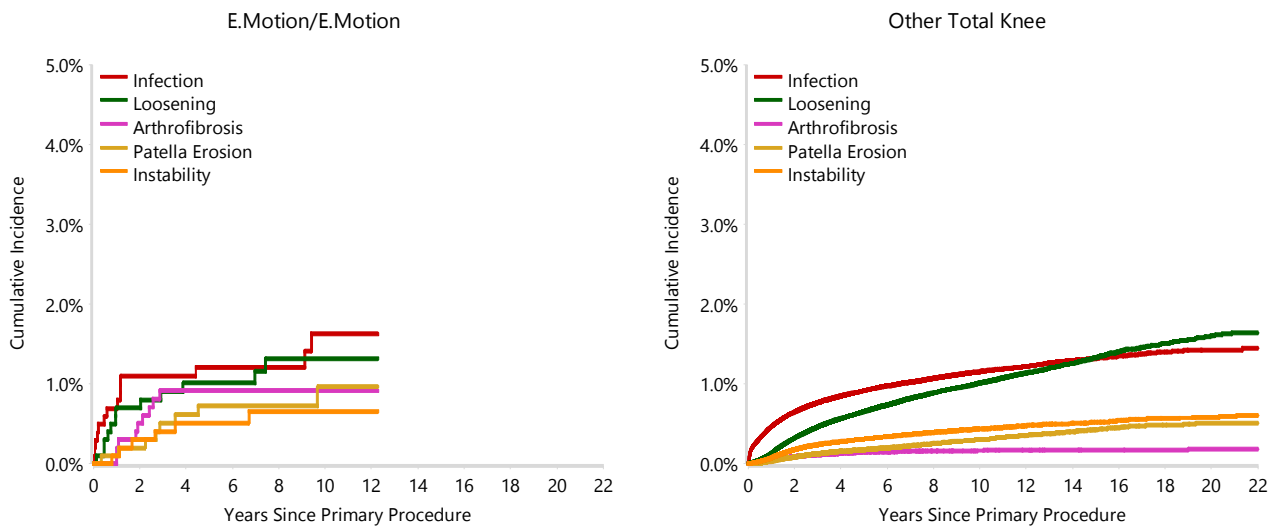 E.Motion/E.Motion
5.0%
4.0%
3.0%
2.0%
1.0%
0.0%
Cumulative Incidence
Infection
Loosening
Arthrofibrosis
Patella Erosion
Instability
0 2 4 6 8 10 12 14 16 18 20 22
Years Since Primary Procedure
Other Total Knee
5.0%
4.0%
3.0%
2.0%
1.0%
0.0%
Cumulative Incidence
Infection
Loosening
Arthrofibrosis
Patella Erosion
Instability
0 2 4 6 8 10 12 14 16 18 20 22
Years Since Primary Procedure